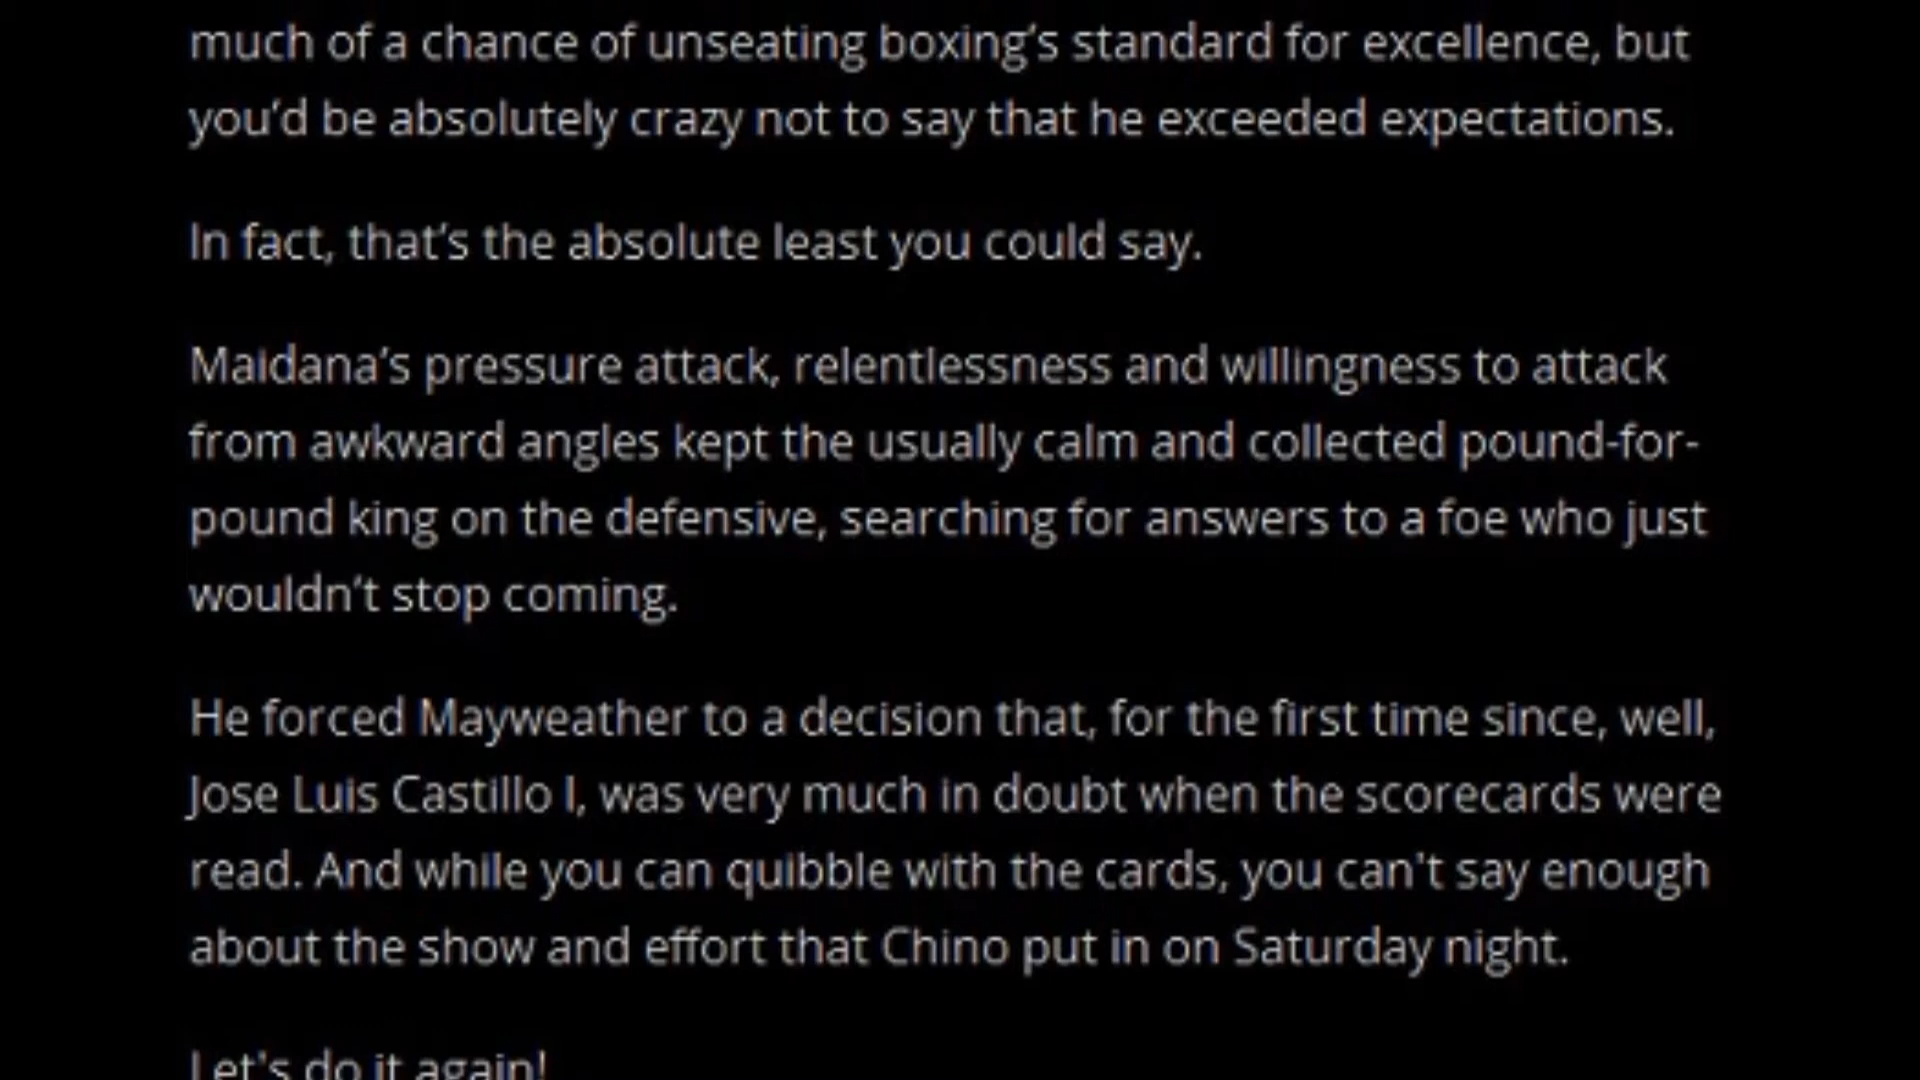 much of a chance of unseating boxing’s standard for excellence, but
you’d be absolutely crazy not to say that he exceeded expectations.
In fact, that’s the absolute least you could say.
Maidana’s pressure attack, relentlessness and willingness to attack
from awkward angles kept the usually calm and collected pound-for-
pound king on the defensive, searching for answers to a foe who just
wouldn’t stop coming.
He forced Mayweather to a decision that, for the first time since, well,
Jose Luis Castillo I, was very much in doubt when the scorecards were
read. And while you can quibble with the cards, you can't say enough
about the show and effort that Chino put in on Saturday night.
Let's do it again!